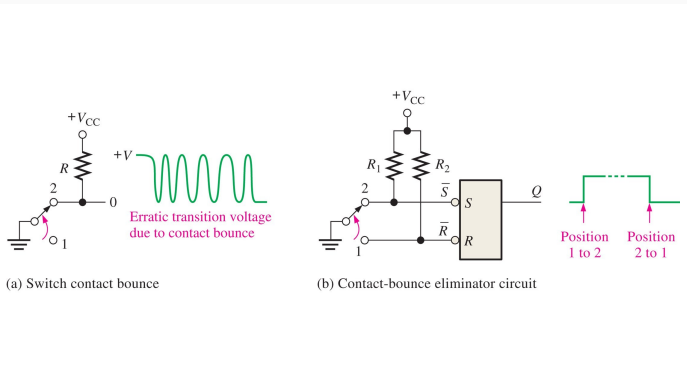 +VCC
R
+V
2
0
1
Erratic transition voltage
due to contact bounce
(a) Switch contact bounce
+VCC
R1
R2
2
S̅
S
Q
R̅
R
1
Position
1 to 2
Position
2 to 1
(b) Contact-bounce eliminator circuit